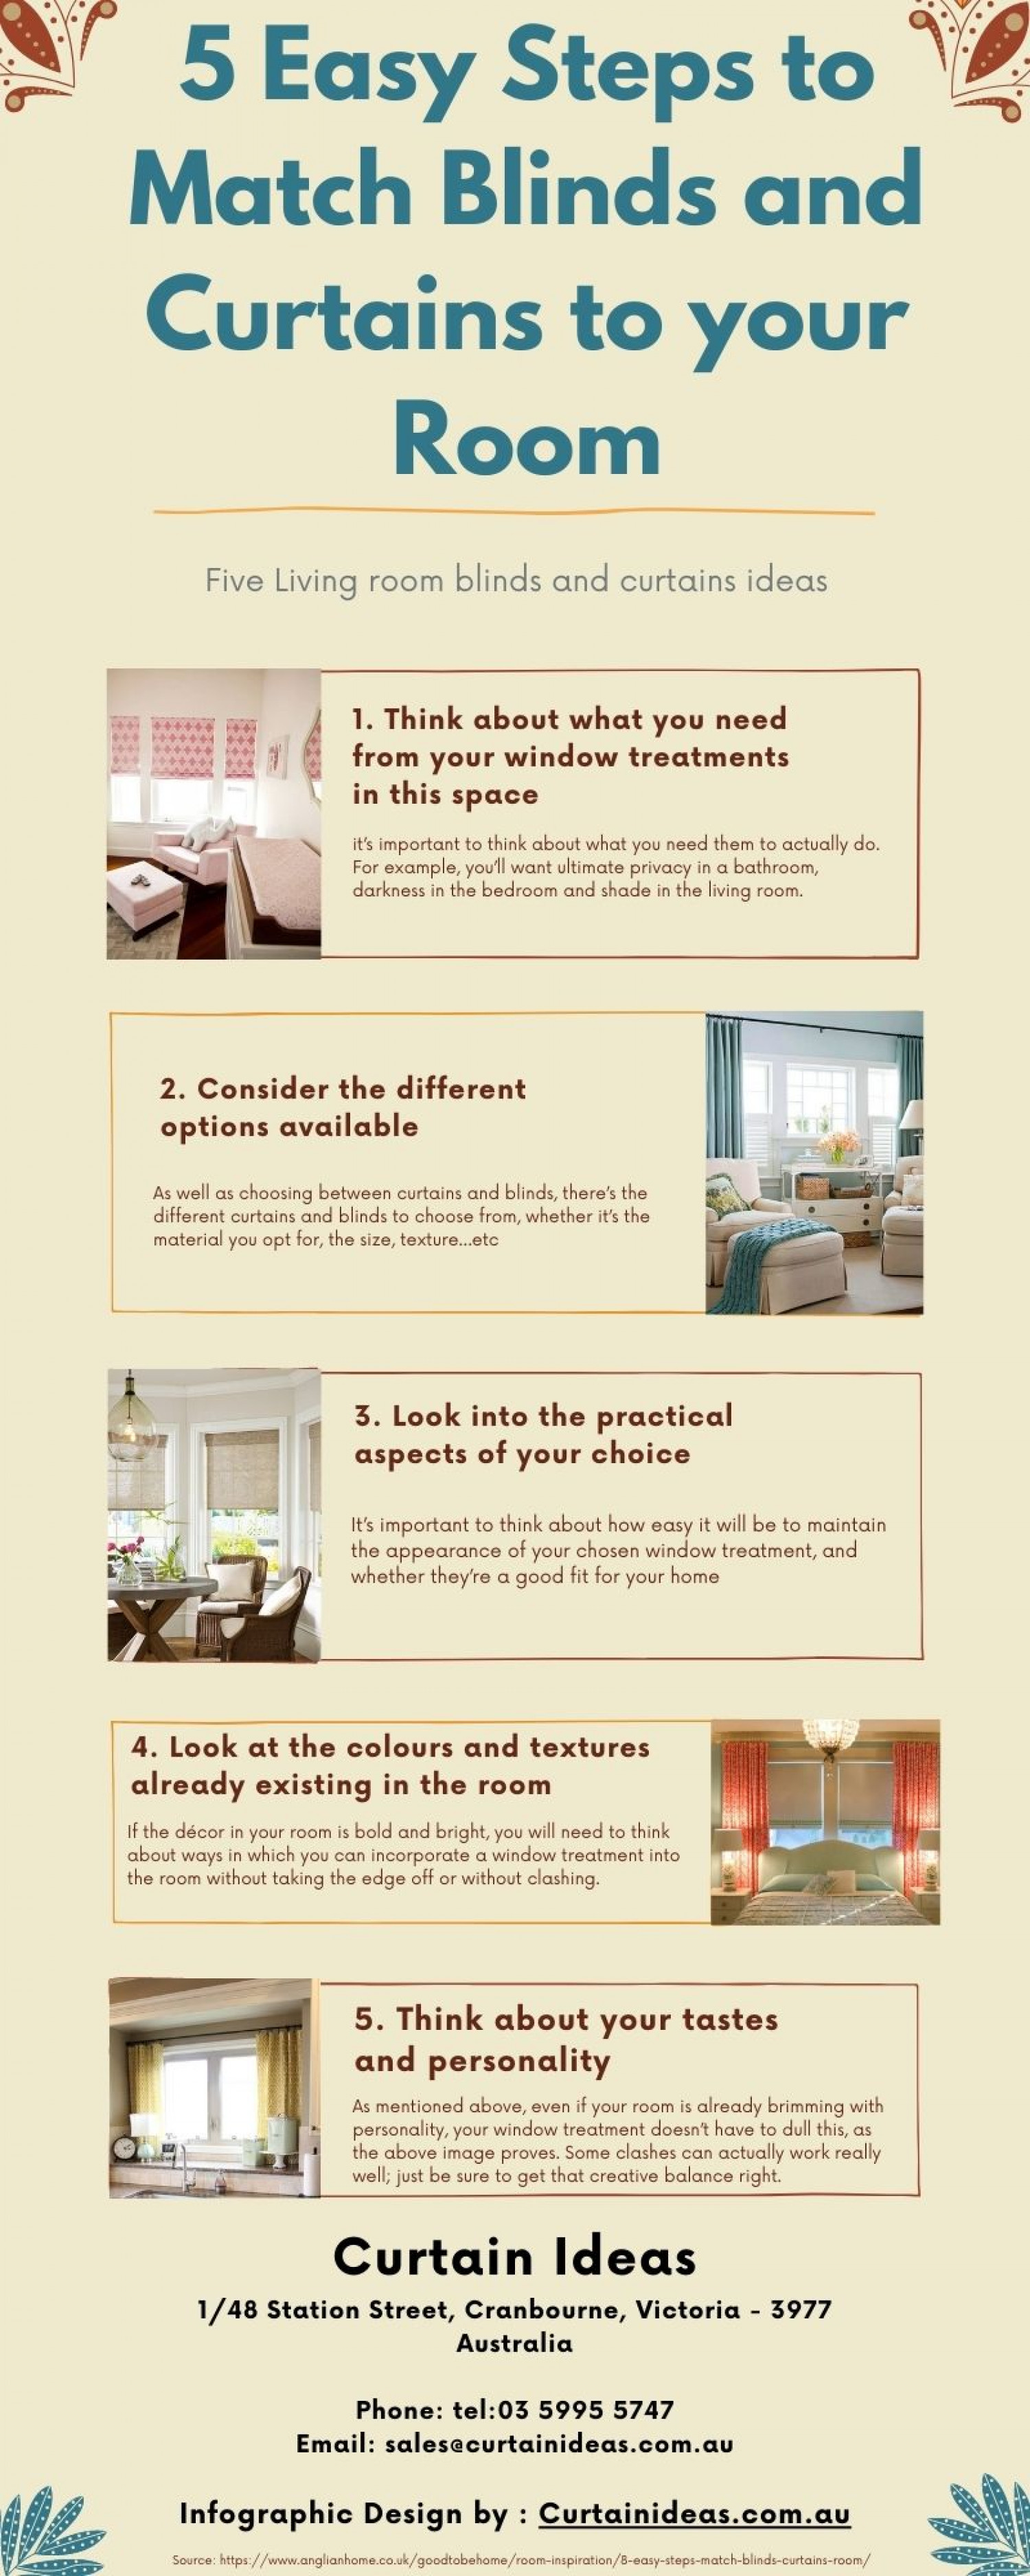 5 Easy Steps to
Match Blinds and
Curtains to your
Room
Five Living room blinds and curtains ideas
1. Think about what you need
from your window treatments
in this space
it's important to think about what you need them to actually do.
For example, you'll want ultimate privacy in a bathroom,
darkness in the bedroom and shade in the living room.
2. Consider the different
options available
As well as choosing between curtains and blinds, there's the
different curtains and blinds to choose from, whether it's the
material you opt for, the size, texture...etc
3. Look into the practical
aspects of your choice
It's important to think about how easy it will be to maintain
the appearance of your chosen window treatment, and
whether they're a good fit for your home
4. Look at the colours and textures
already existing in the room
If the décor in your room is bold and bright, you will need to think
about ways in which you can incorporate a window treatment into
the room without taking the edge off or without clashing.
5. Think about your tastes
and personality
As mentioned above, even if your room is already brimming with
personality, your window treatment doesn't have to dull this, as
the above image proves. Some clashes can actually work really
well; just be sure to get that creative balance right.
Curtain Ideas
1/48 Station Street, Cranbourne, Victoria - 3977
Australia
Phone: tel:03 5995 5747
Email: sales@curtainideas.com.au
Infographic Design by : Curtainideas.com.au
Source: https://www.anglianhome.co.uk/goodtobehome/room-inspiration/8-easy-steps-match-blinds-curtains-room/